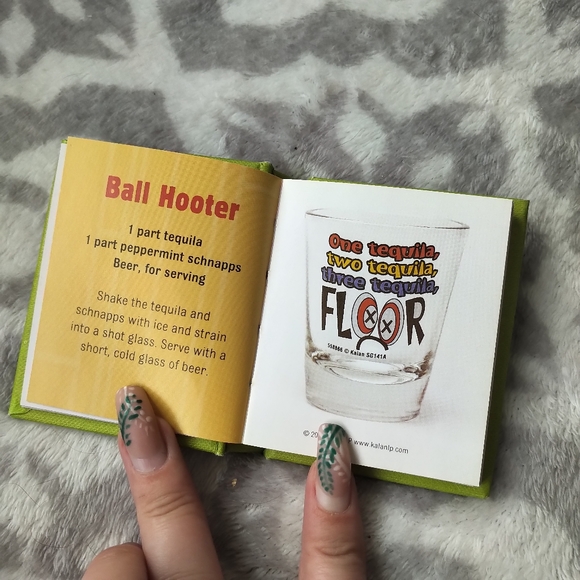 Ball Hooter
1 part tequila
1 part peppermint schnapps
Beer, for serving
Shake the tequila and
schnapps with ice and strain
into a shot glass. Serve with a
short, cold glass of beer.
One tequila,
two tequila,
three tequila,
FLOOR
© Kalan SG141A
© www.kalanlp.com